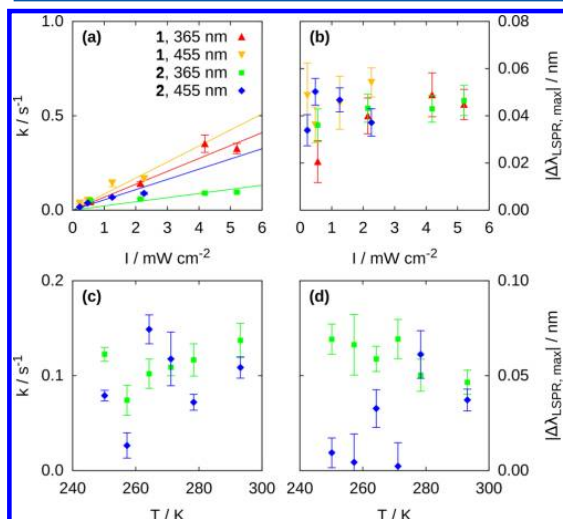 (a)
1, 365 nm
1, 455 nm
2, 365 nm
2, 455 nm
1.0
0.5
0.0
k / s⁻¹
0 1 2 3 4 5 6
I / mW cm⁻²
(b)
0.08
0.06
0.04
0.02
0.00
|Δλ_LSPR, max| / nm
0 1 2 3 4 5 6
I / mW cm⁻²
(c)
0.2
0.1
0.0
k / s⁻¹
240 260 280 300
T / K
(d)
0.10
0.05
0.00
|Δλ_LSPR, max| / nm
240 260 280 300
T / K